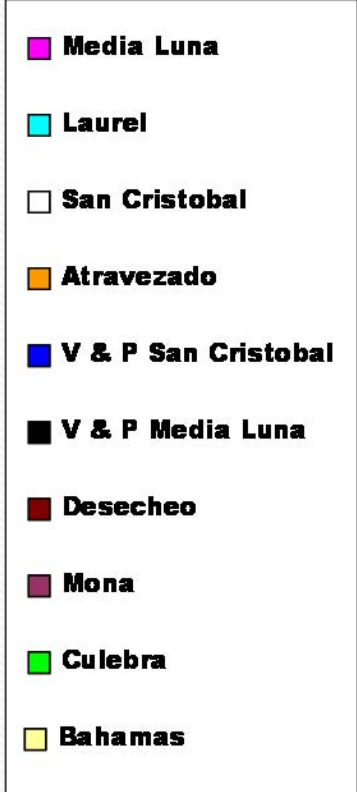 Media Luna
Laurel
San Cristobal
Atravezado
V & P San Cristobal
V & P Media Luna
Desecheo
Mona
Culebra
Bahamas